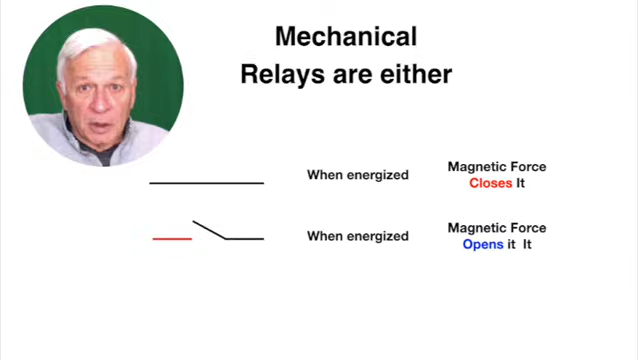 Mechanical
Relays are either
When energized
Magnetic Force
Closes It
When energized
Magnetic Force
Opens it It